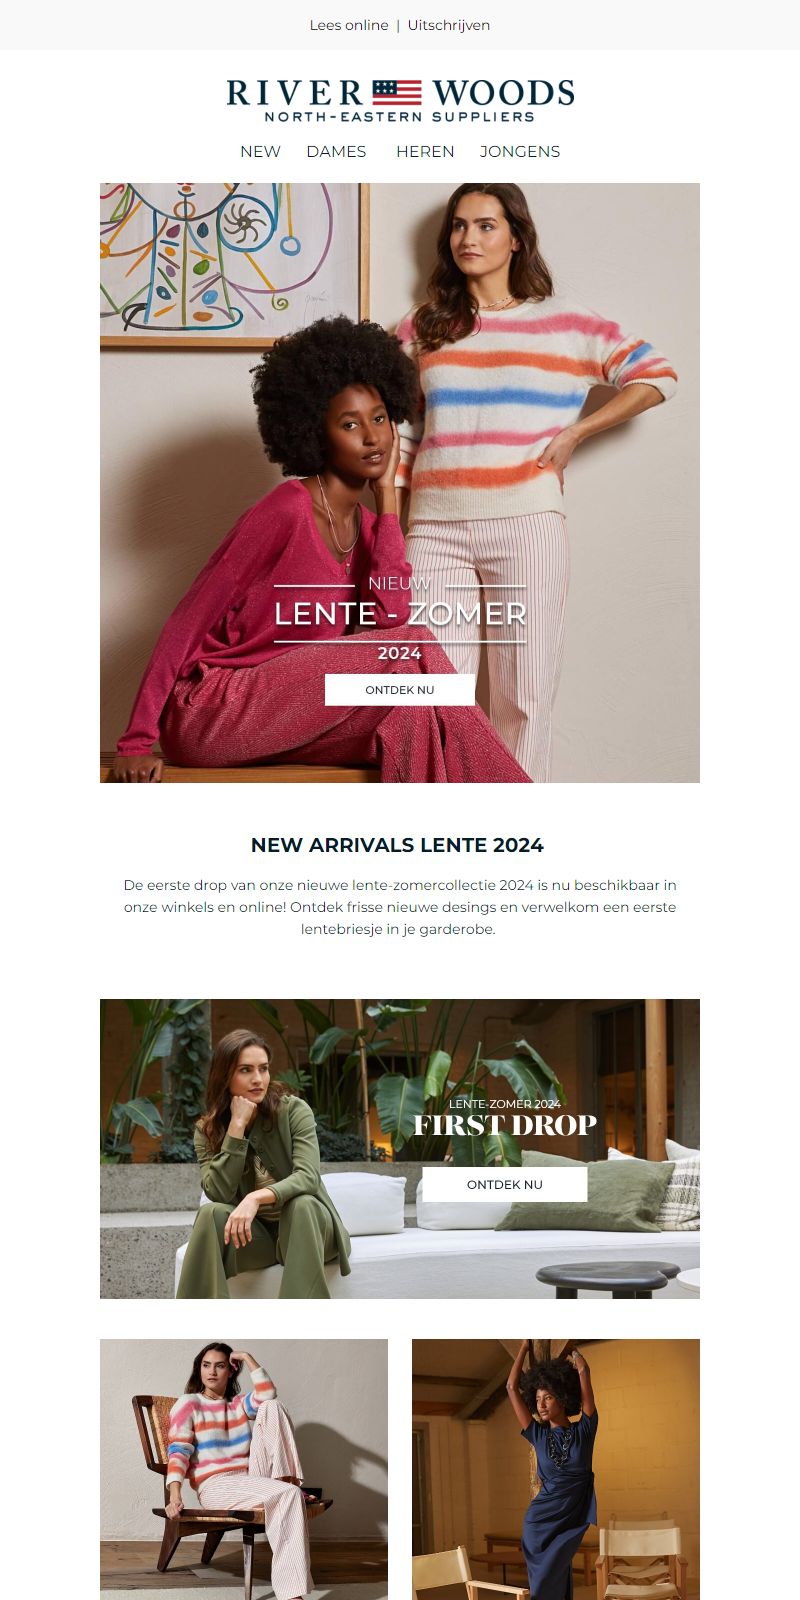 Lees online | Uitschrijven
RIVER WOODS
NORTH-EASTERN SUPPLIERS
NEW DAMES HEREN JONGENS
NIEUW
LENTE - ZOMER
2024
ONTDEK NU
NEW ARRIVALS LENTE 2024
De eerste drop van onze nieuwe lente-zomercollectie 2024 is nu beschikbaar in
onze winkels en online! Ontdek frisse nieuwe desings en verwelkom een eerste
lentebriesje in je garderobe.
LENTE-ZOMER 2024
FIRST DROP
ONTDEK NU